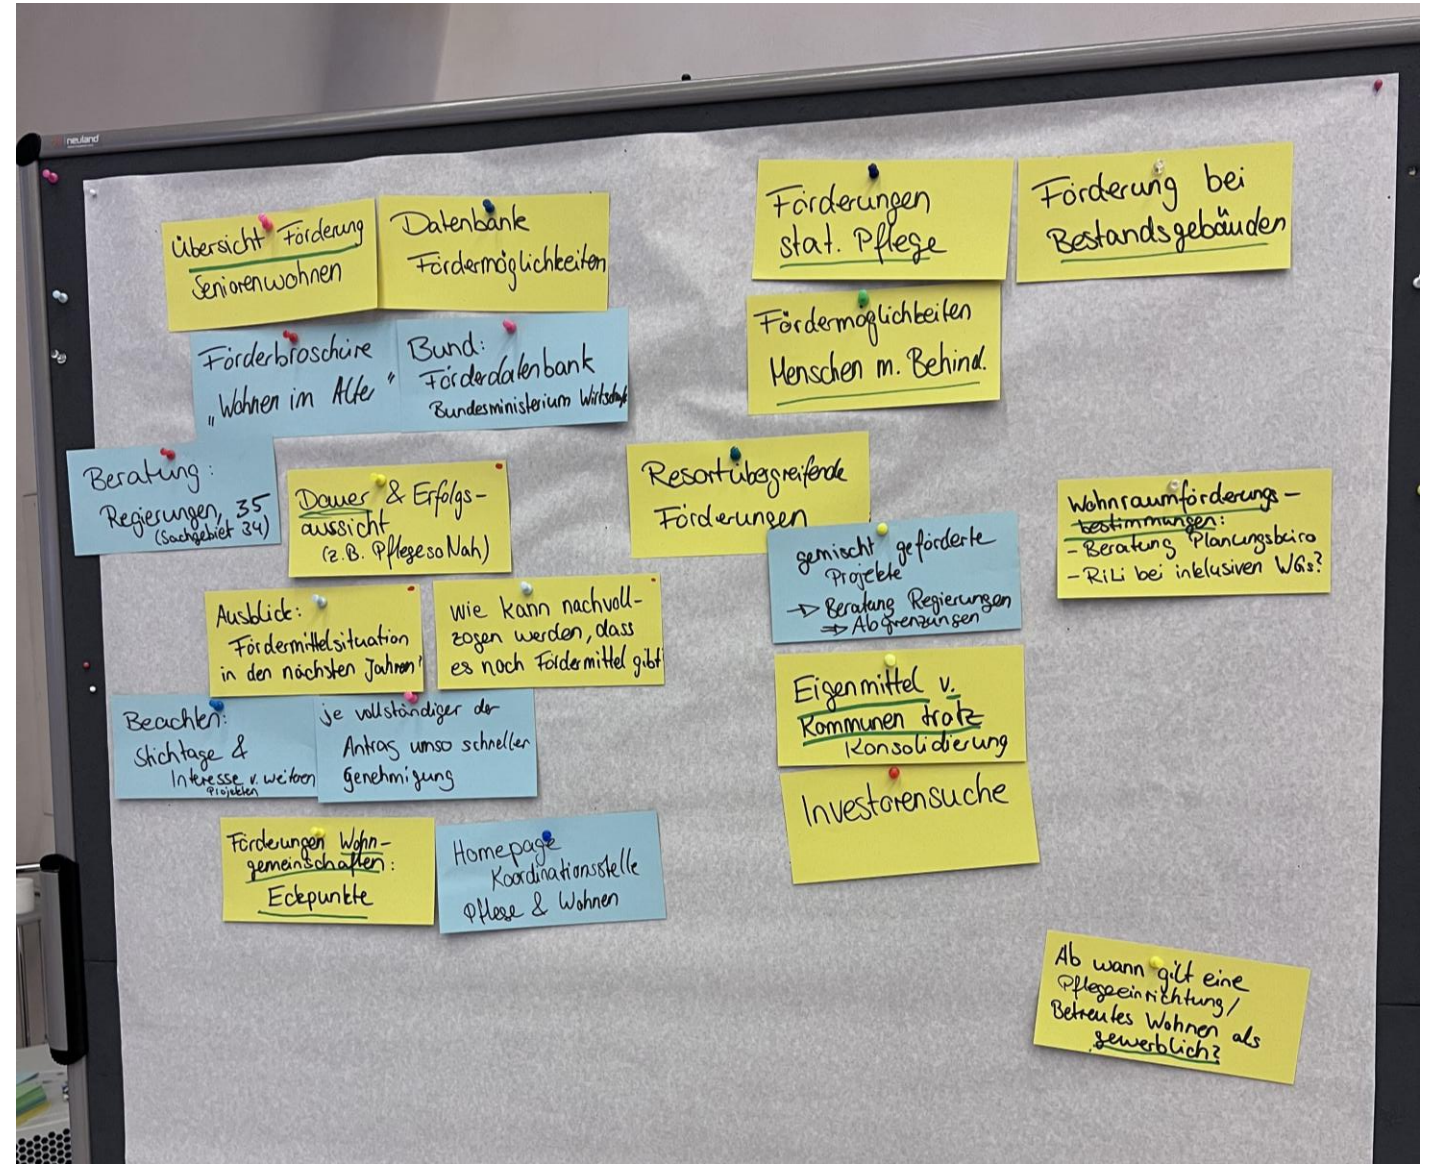 neuland
Übersicht Förderung
Seniorenwohnen
Datenbank
Fördermöglichkeiten
Förderbroschüre
„Wohnen im Alter"
Bund:
Förderdatenbank
Bundesministerium Wirtschaft
Beratung:
Regierungen, 35
(Sachgebiet 34)
Dauer & Erfolgs-
aussicht
(z.B. PflegesoNah)
Ausblick:
Fördermittelsituation
in den nächsten Jahren?
wie kann nachvoll-
zogen werden, dass
es noch Fördermittel gibt
Beachten:
Stichtage &
Interesse v. weiteren
Projekten
je vollständiger der
Antrag umso schneller
Genehmigung
Förderungen Wohn-
gemeinschaften:
Eckpunkte
Homepage
Koordinationsstelle
Pflege & Wohnen
Förderungen
stat. Pflege
Förderung bei
Bestandsgebäuden
Fördermöglichkeiten
Menschen m. Behind.
Resortübergreifende
Förderungen
gemischt geförderte
Projekte
→ Beratung Regierungen
⇒ Abgrenzungen
Eigenmittel v.
Kommunen trotz
Konsolidierung
Investorensuche
Wohnraumförderungs-
bestimmungen:
- Beratung Planungsbüro
- RiLi bei inklusiven WGs?
Ab wann gilt eine
Pflegeeinrichtung/
Betreutes Wohnen als
gewerblich?